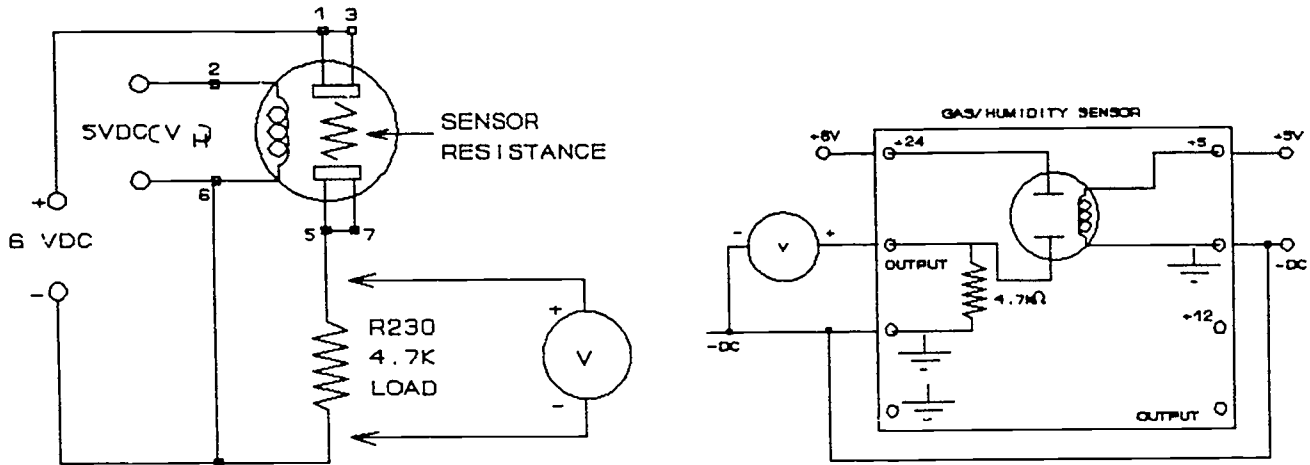 1 3
2
5VDC(V H)
SENSOR
RESISTANCE
6
+
6 VDC
-
5 7
R230
4.7K
LOAD
+
V
-
GAS/HUMIDITY SENSOR
+6V
+24
+5
+5V
- V +
OUTPUT
4.7KΩ
-DC
-DC
+12
OUTPUT